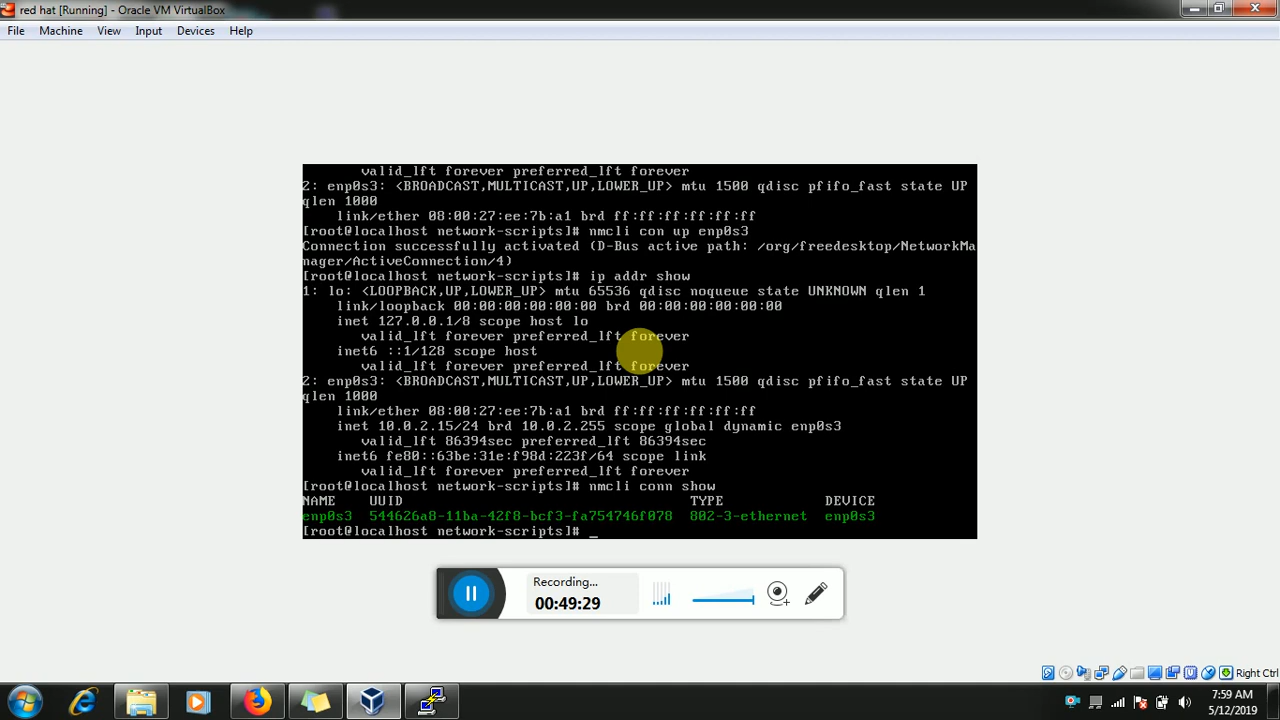 red hat [Running] - Oracle VM VirtualBox
File Machine View Input Devices Help
valid_lft forever preferred_lft forever
2: enp0s3: <BROADCAST,MULTICAST,UP,LOWER_UP> mtu 1500 qdisc pfifo_fast state UP
qlen 1000
link/ether 08:00:27:ee:7b:a1 brd ff:ff:ff:ff:ff:ff
[root@localhost network-scripts]# nmcli con up enp0s3
Connection successfully activated (D-Bus active path: /org/freedesktop/NetworkMa
nager/ActiveConnection/4)
[root@localhost network-scripts]# ip addr show
1: lo: <LOOPBACK,UP,LOWER_UP> mtu 65536 qdisc noqueue state UNKNOWN qlen 1
link/loopback 00:00:00:00:00:00 brd 00:00:00:00:00:00
inet 127.0.0.1/8 scope host lo
valid_lft forever preferred_lft forever
inet6 ::1/128 scope host
valid_lft forever preferred_lft forever
2: enp0s3: <BROADCAST,MULTICAST,UP,LOWER_UP> mtu 1500 qdisc pfifo_fast state UP
qlen 1000
link/ether 08:00:27:ee:7b:a1 brd ff:ff:ff:ff:ff:ff
inet 10.0.2.15/24 brd 10.0.2.255 scope global dynamic enp0s3
valid_lft 86394sec preferred_lft 86394sec
inet6 fe80::63be:31e:f98d:223f/64 scope link
valid_lft forever preferred_lft forever
[root@localhost network-scripts]# nmcli conn show
NAME UUID TYPE DEVICE
enp0s3 544626a8-11ba-42f8-bcf3-fa754746f078 802-3-ethernet enp0s3
[root@localhost network-scripts]# _
Recording...
00:49:29
Right Ctrl
7:59 AM
5/12/2019